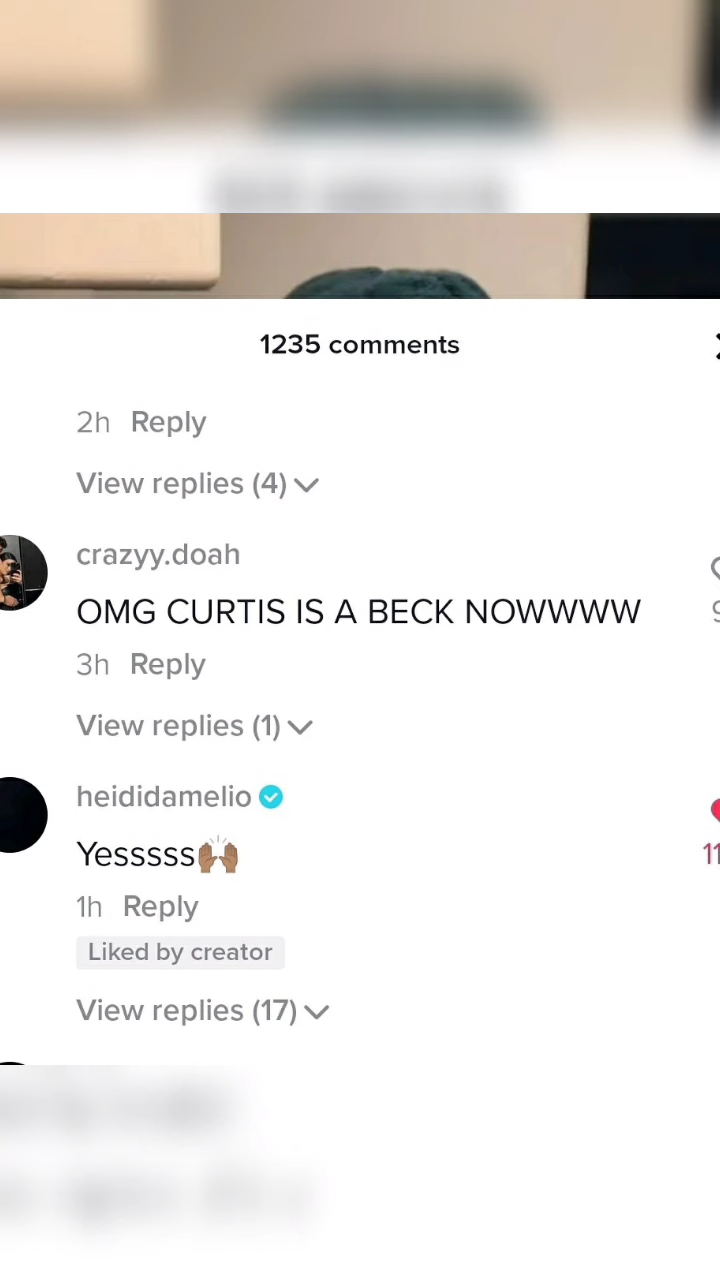 1235 comments
2h Reply
View replies (4)
crazyy.doah
OMG CURTIS IS A BECK NOWWWW
3h Reply
View replies (1)
heididamelio
Yesssss🙌🏽
11
1h Reply
Liked by creator
View replies (17)